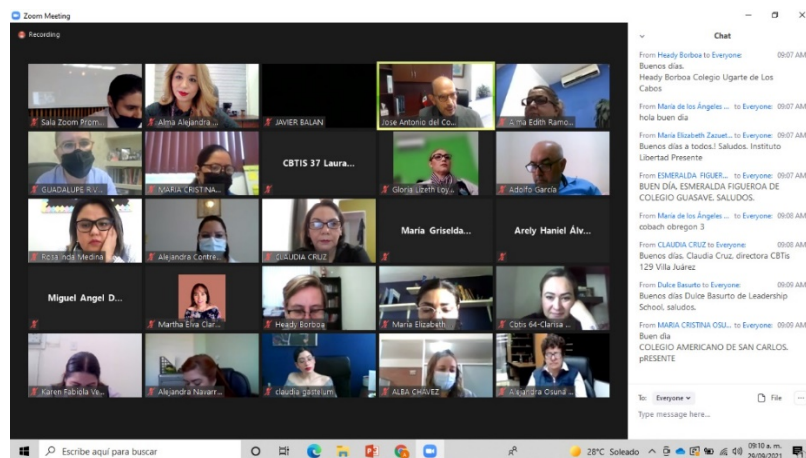 Zoom Meeting
Recording
Sala Zoom Prom...
Alma Alejandra ...
JAVIER BALAN
Jose Antonio del Co...
Alma Edith Ramo...
GUADALUPE R.V...
MARIA CRISTINA...
CBTIS 37 Laura...
Gloria Lizeth Loy...
Adolfo García
Rosalinda Medina
Alejandra Contre...
CLAUDIA CRUZ
María Griselda...
Arely Haniel Álv...
Miguel Angel D...
Martha Elva Clar...
Heady Borboa
Maria Elizabeth
Cbtis 64-Clarisa ...
Karen Fabiola Ve...
Alejandra Navarr...
claudia gastelum
ALBA CHAVEZ
Alejandra Osuna ...
Chat
From Heady Borboa to Everyone: 09:07 AM
Buenos días.
Heady Borboa Colegio Ugarte de Los
Cabos
From María de los Ángeles ... to Everyone: 09:07 AM
hola buen dia
From Maria Elizabeth Zazuet... to Everyone: 09:07 AM
Buenos días a todos.! Saludos. Instituto
Libertad Presente
From ESMERALDA FIGUER... to Everyone: 09:07 AM
BUEN DÍA, ESMERALDA FIGUEROA DE
COLEGIO GUASAVE. SALUDOS.
From María de los Ángeles ... to Everyone: 09:08 AM
cobach obregon 3
From CLAUDIA CRUZ to Everyone: 09:08 AM
Buenos días. Claudia Cruz, directora CBTis
129 Villa Juárez
From Dulce Basurto to Everyone: 09:09 AM
Buenos días Dulce Basurto de Leadership
School, saludos.
From MARIA CRISTINA OSU... to Everyone: 09:09 AM
Buen dia
COLEGIO AMERICANO DE SAN CARLOS.
pRESENTE
To: Everyone
File
Type message here...
Escribe aquí para buscar
28°C Soleado
09:10 a. m.
29/09/2021